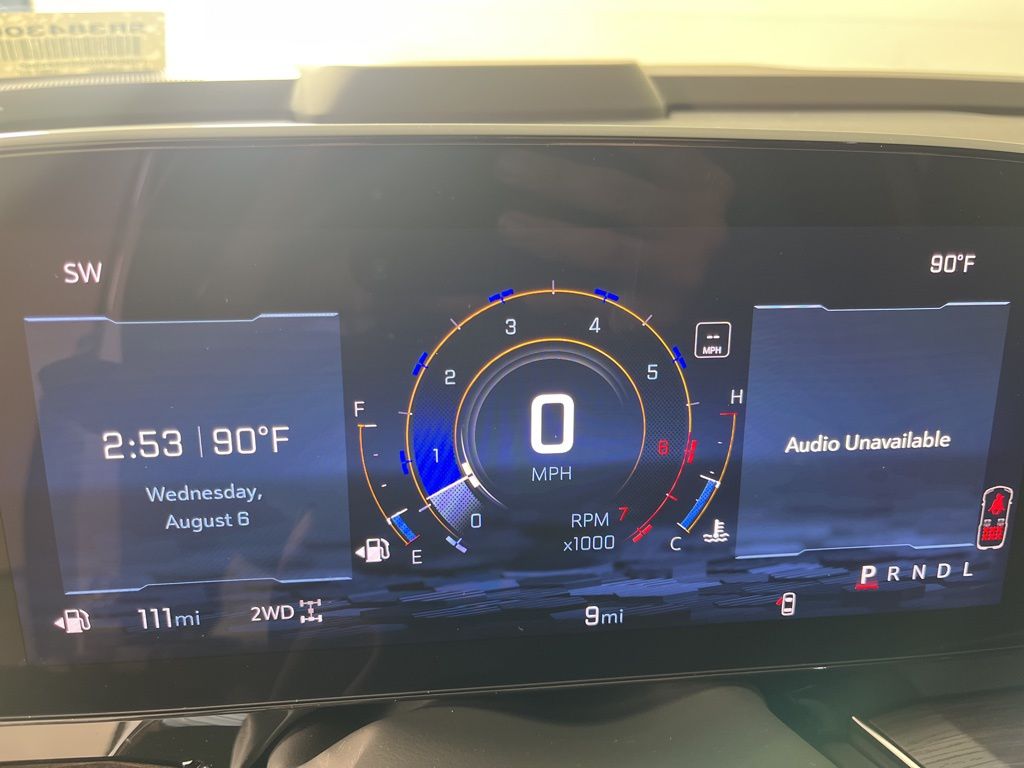 SW
90°F
2:53 90°F
Wednesday,
August 6
F
E
0
1
2
3
4
5
6
7
0
MPH
RPM
x1000
--
MPH
H
C
Audio Unavailable
P R N D L
111mi
2WD
9mi